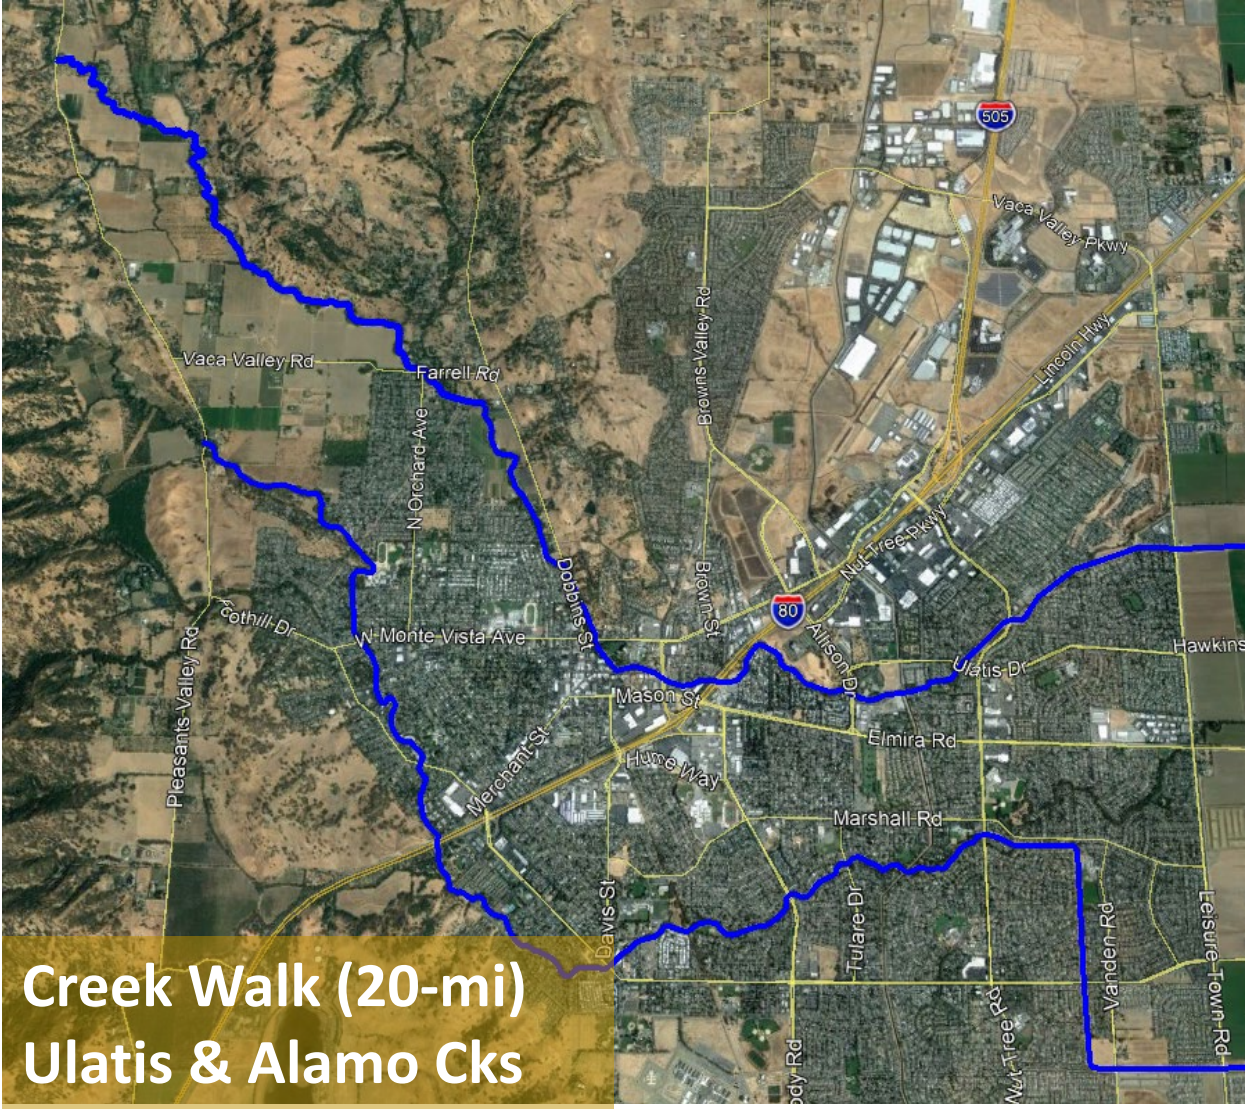 505
Vaca Valley Pkwy
Browns Valley Rd
Lincoln Hwy
Vaca Valley Rd
Farrell Rd
N Orchard Ave
Nut Tree Pkwy
Dobbins St
Brown St
80
Foothill Dr
N Monte Vista Ave
Allison Dr
Ulatis Dr
Hawkins
Pleasants Valley Rd
Mason St
Elmira Rd
Merchant St
Hume Way
Marshall Rd
Davis St
Tulare Dr
Vanden Rd
Leisure Town Rd
Nut Tree Rd
ody Rd
Creek Walk (20-mi)
Ulatis & Alamo Cks